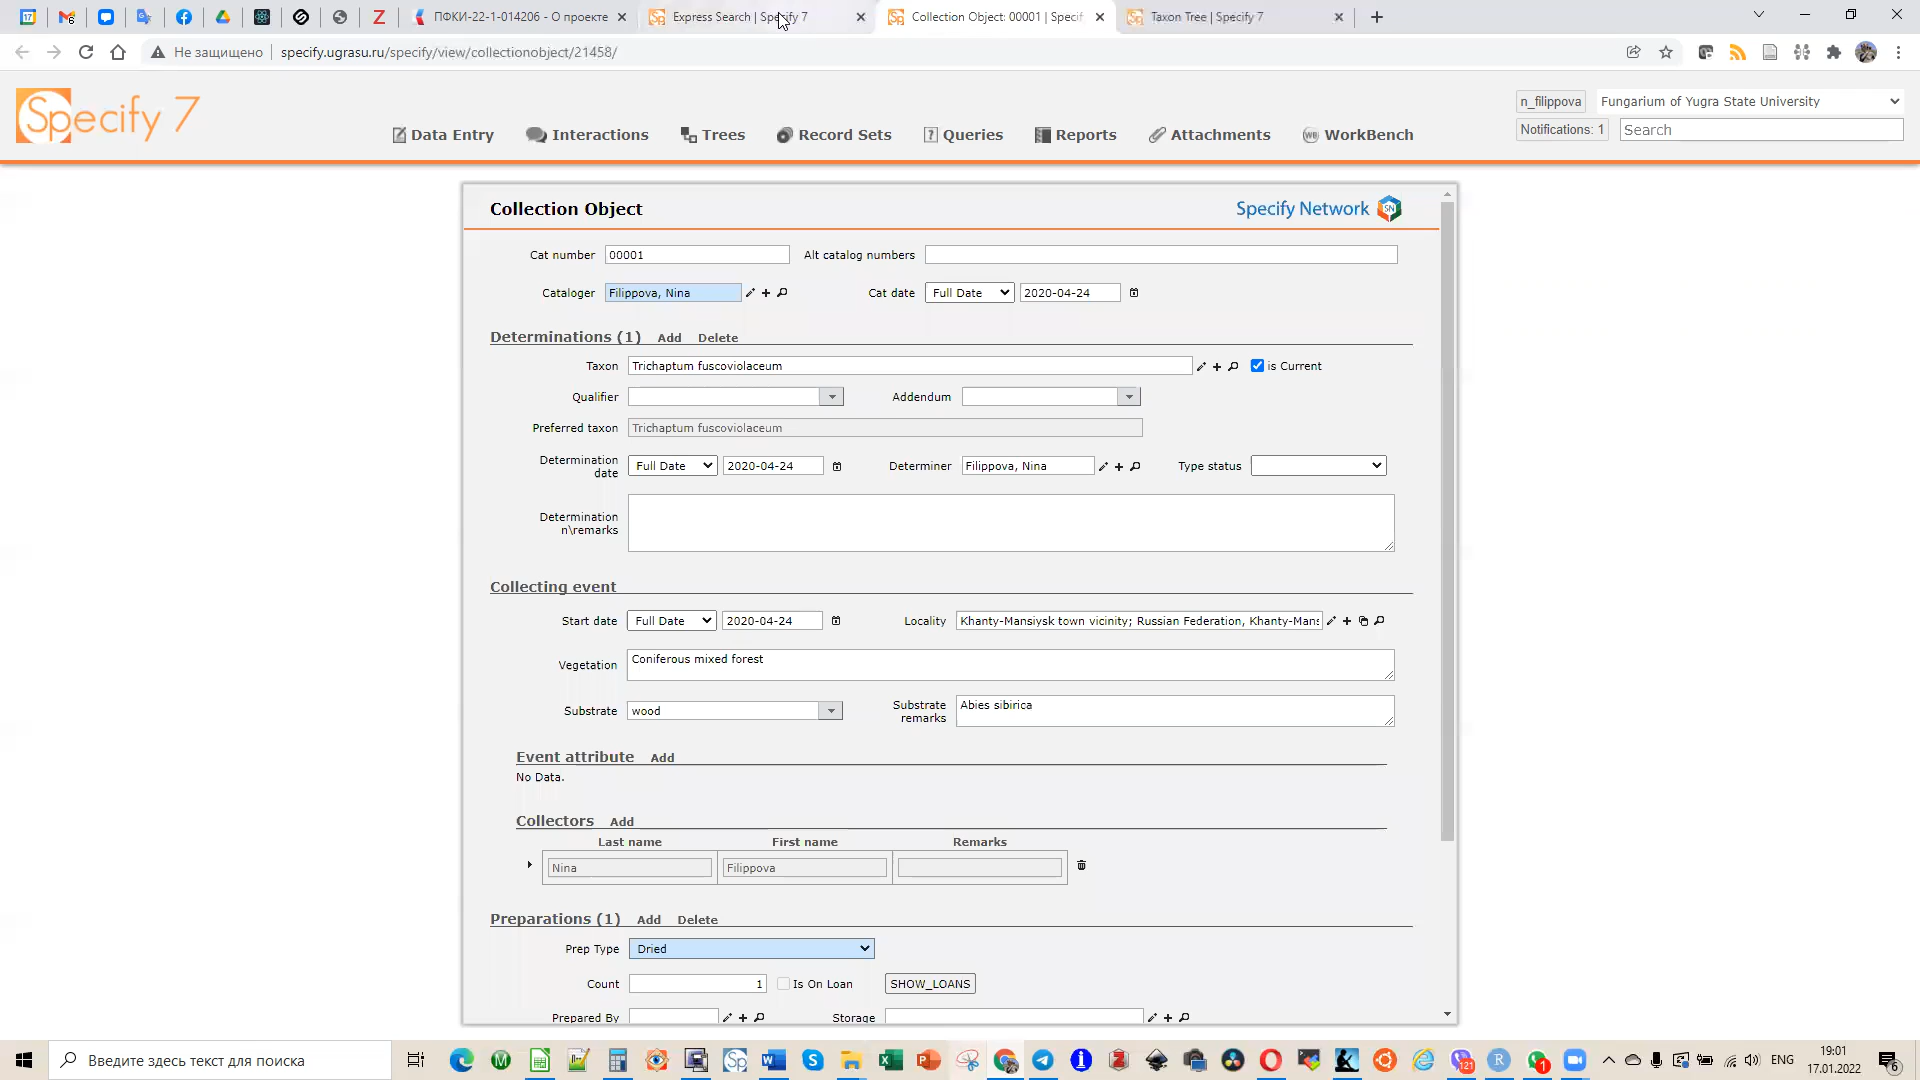 ПФКИ-22-1-014206 - О проекте
Express Search | Specify 7
Collection Object: 00001 | Specif
Taxon Tree | Specify 7
Не защищено
specify.ugrasu.ru/specify/view/collectionobject/21458/
Specify 7
Data Entry
Interactions
Trees
Record Sets
Queries
Reports
Attachments
WorkBench
n_filippova
Fungarium of Yugra State University
Notifications: 1
Search
Collection Object
Specify Network
Cat number 00001 Alt catalog numbers
Cataloger Filippova, Nina Cat date Full Date 2020-04-24
Determinations (1) Add Delete
Taxon Trichaptum fuscoviolaceum is Current
Qualifier Addendum
Preferred taxon Trichaptum fuscoviolaceum
Determination date Full Date 2020-04-24 Determiner Filippova, Nina Type status
Determination
n\remarks
Collecting event
Start date Full Date 2020-04-24 Locality Khanty-Mansiysk town vicinity; Russian Federation, Khanty-Mans
Vegetation Coniferous mixed forest
Substrate wood Substrate remarks Abies sibirica
Event attribute Add
No Data.
Collectors Add
Last name First name Remarks
Nina Filippova
Preparations (1) Add Delete
Prep Type Dried
Count 1 Is On Loan SHOW_LOANS
Prepared By Storage
Введите здесь текст для поиска
ENG
19:01
17.01.2022